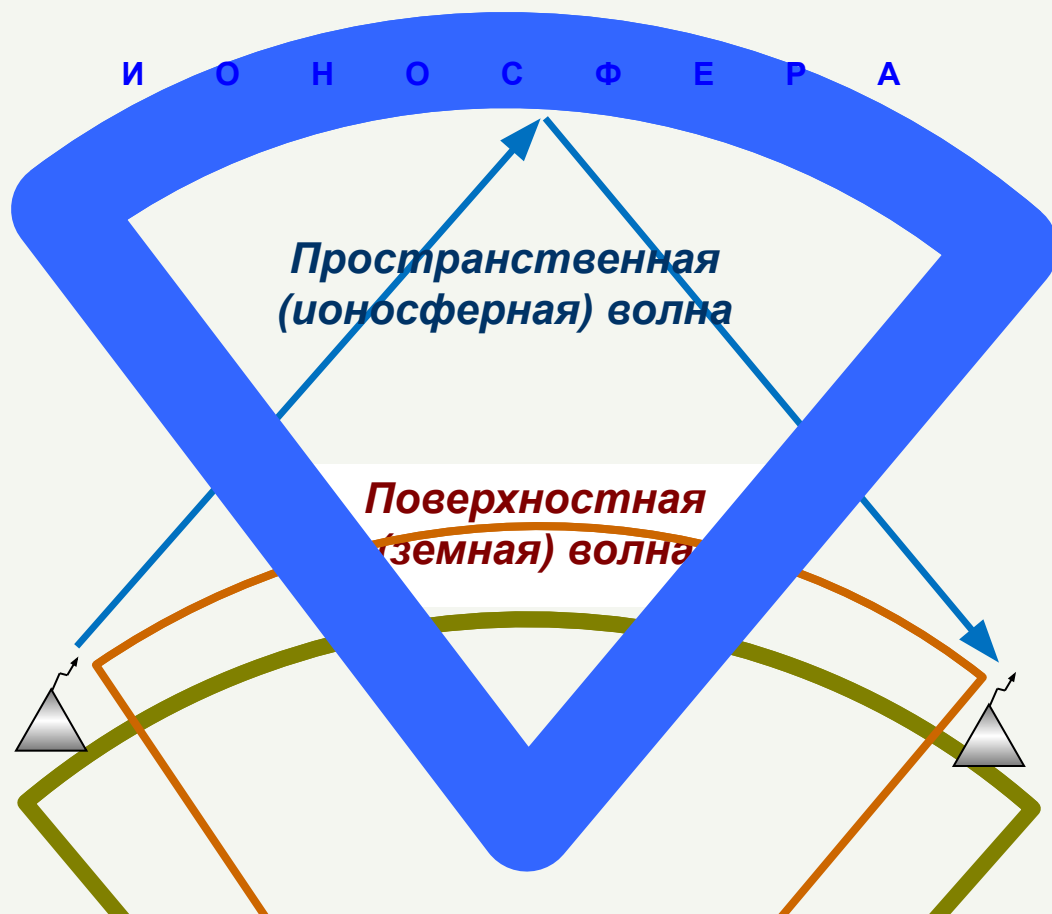 И О Н О С Ф Е Р А
Пространственная
(ионосферная) волна
Поверхностная
(земная) волна